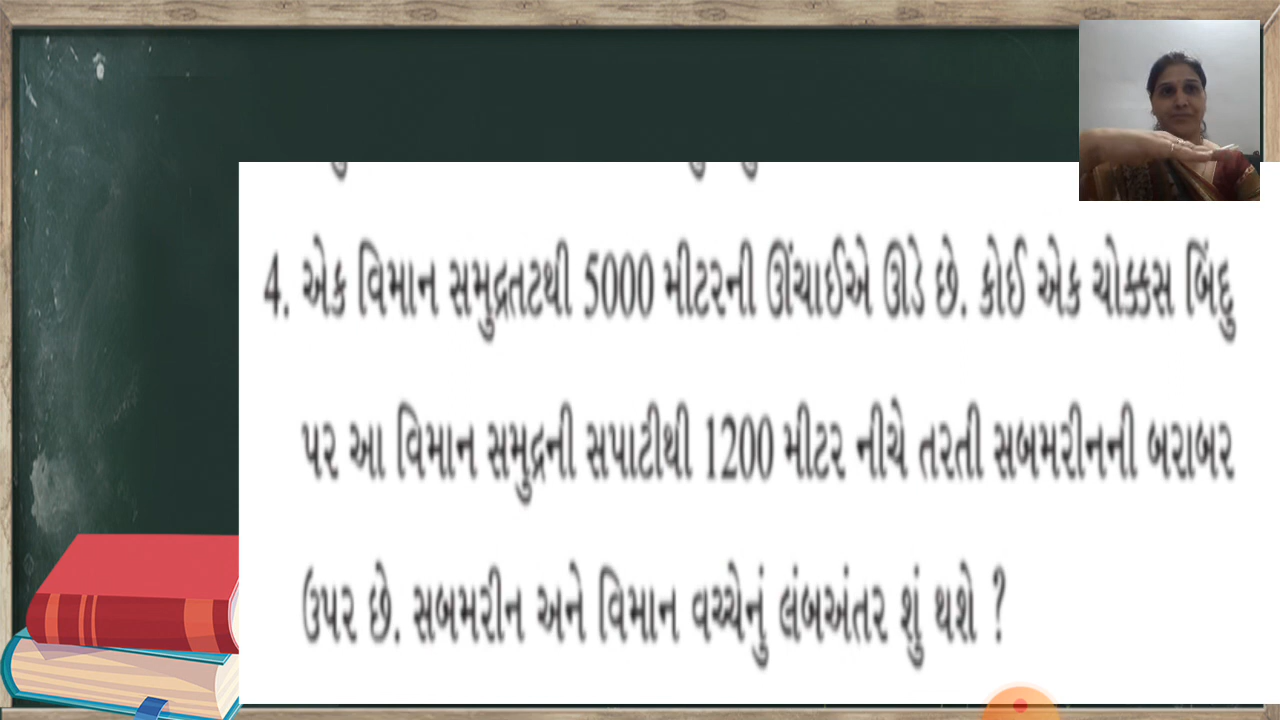 4. એક વિમાન સમુદ્રતટથી 5000 મીટરની ઊંચાઈએ ઊડે છે. કોઈ એક ચોક્કસ બિંદુ
પર આ વિમાન સમુદ્રની સપાટીથી 1200 મીટર નીચે તરતી સબમરીનની બરાબર
ઉપર છે. સબમરીન અને વિમાન વચ્ચેનું લંબઅંતર શું થશે ?